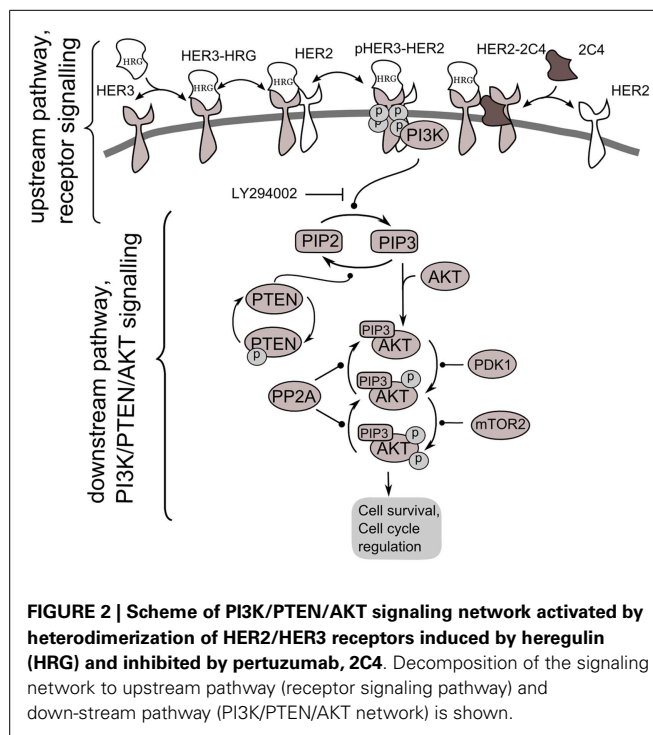 HER3-HRG
HER2
pHER3-HER2
HER2-2C4
2C4
HRG
HRG
HRG
HRG
HRG
HER3
HER2
P
P
P
P
PI3K
upstream pathway,
receptor signalling
LY294002
PIP2
PIP3
AKT
PTEN
PTEN
P
PIP3
AKT
PDK1
PIP3
P
AKT
PP2A
mTOR2
PIP3
P
AKT
P
downstream pathway,
PI3K/PTEN/AKT signalling
Cell survival,
Cell cycle
regulation
FIGURE 2 | Scheme of PI3K/PTEN/AKT signaling network activated by
heterodimerization of HER2/HER3 receptors induced by heregulin
(HRG) and inhibited by pertuzumab, 2C4. Decomposition of the signaling
network to upstream pathway (receptor signaling pathway) and
down-stream pathway (PI3K/PTEN/AKT network) is shown.